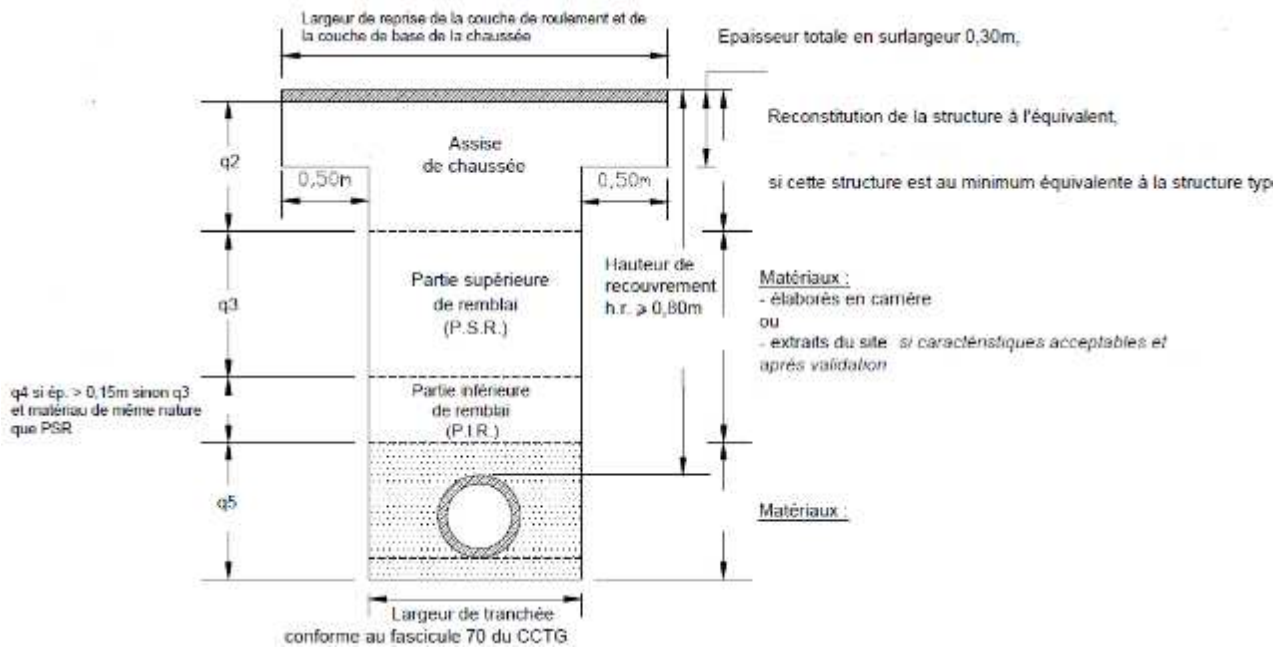 Largeur de reprise de la couche de roulement et de
la couche de base de la chaussée
Epaisseur totale en surlargeur 0,30m,
Reconstitution de la structure à l'équivalent,
si cette structure est au minimum équivalente à la structure typ
Assise
de chaussée
q2
0,50m
0,50m
Partie supérieure
de remblai
(P.S.R.)
q3
Hauteur de
recouvrement
h.r. ⩾ 0,80m
Matériaux :
- élaborés en carrière
ou
- extraits du site si caractéristiques acceptables et
après validation
q4 si ép. > 0,15m sinon q3
et matériau de même nature
que PSR
Partie inférieure
de remblai
(P.I.R.)
q5
Matériaux :
Largeur de tranchée
conforme au fascicule 70 du CCTG